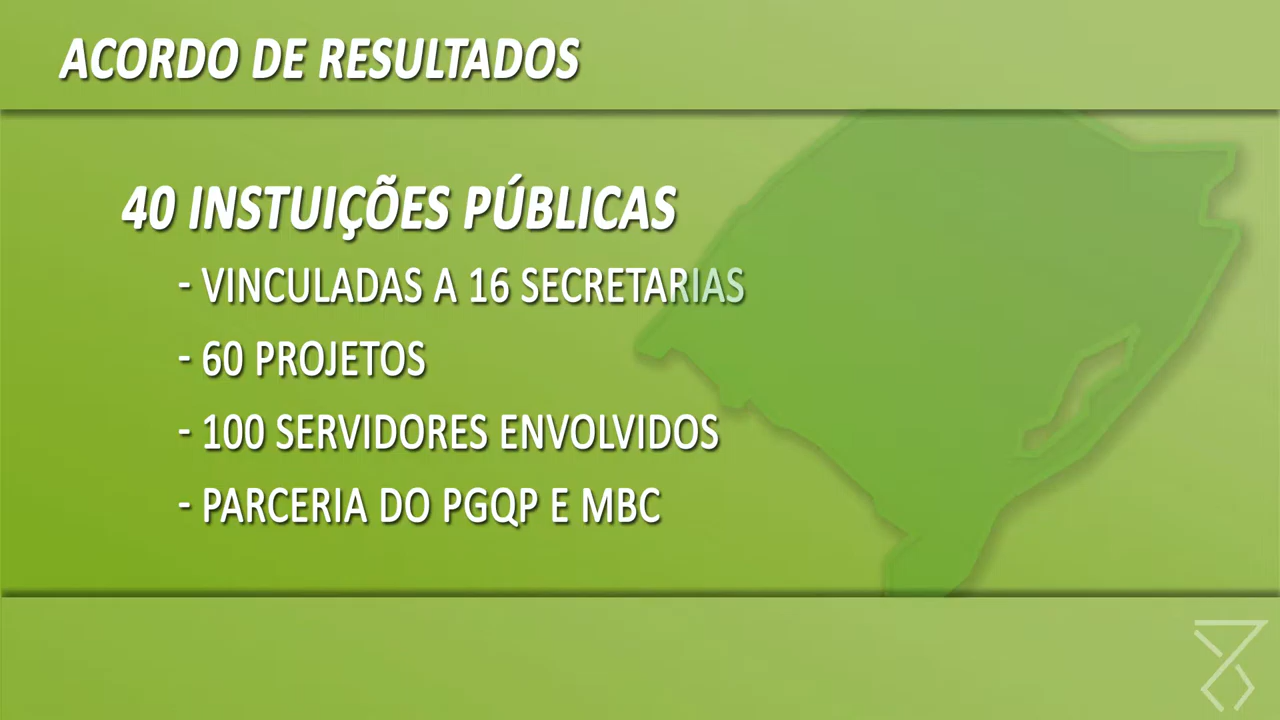 ACORDO DE RESULTADOS
40 INSTUIÇÕES PÚBLICAS
- VINCULADAS A 16 SECRETARIAS
- 60 PROJETOS
- 100 SERVIDORES ENVOLVIDOS
- PARCERIA DO PGQP E MBC